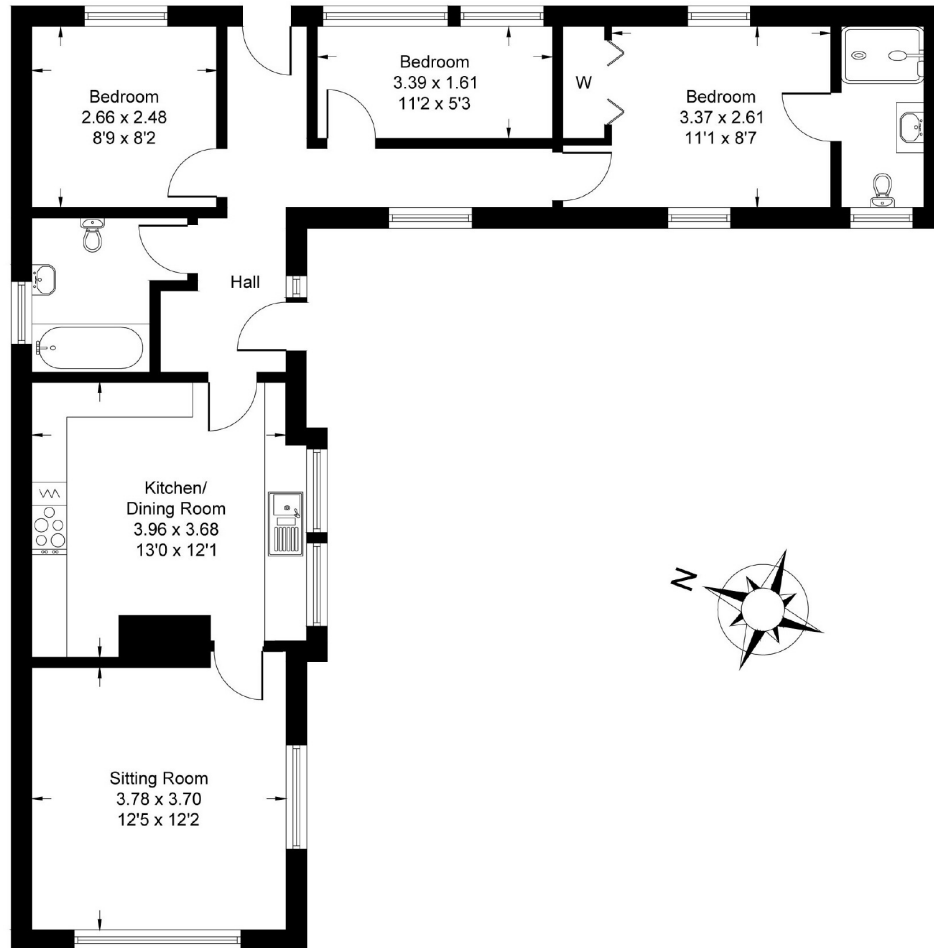 Bedroom
2.66 x 2.48
8'9 x 8'2
Bedroom
3.39 x 1.61
11'2 x 5'3
W
Bedroom
3.37 x 2.61
11'1 x 8'7
Hall
Kitchen/
Dining Room
3.96 x 3.68
13'0 x 12'1
N
Sitting Room
3.78 x 3.70
12'5 x 12'2